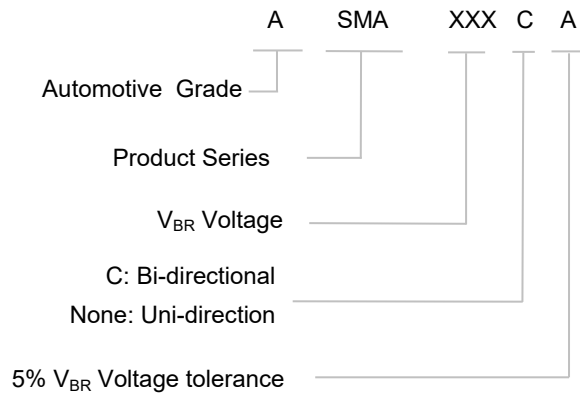 A SMA XXX C A
Automotive Grade
Product Series
VBR Voltage
C: Bi-directional
None: Uni-direction
5% VBR Voltage tolerance